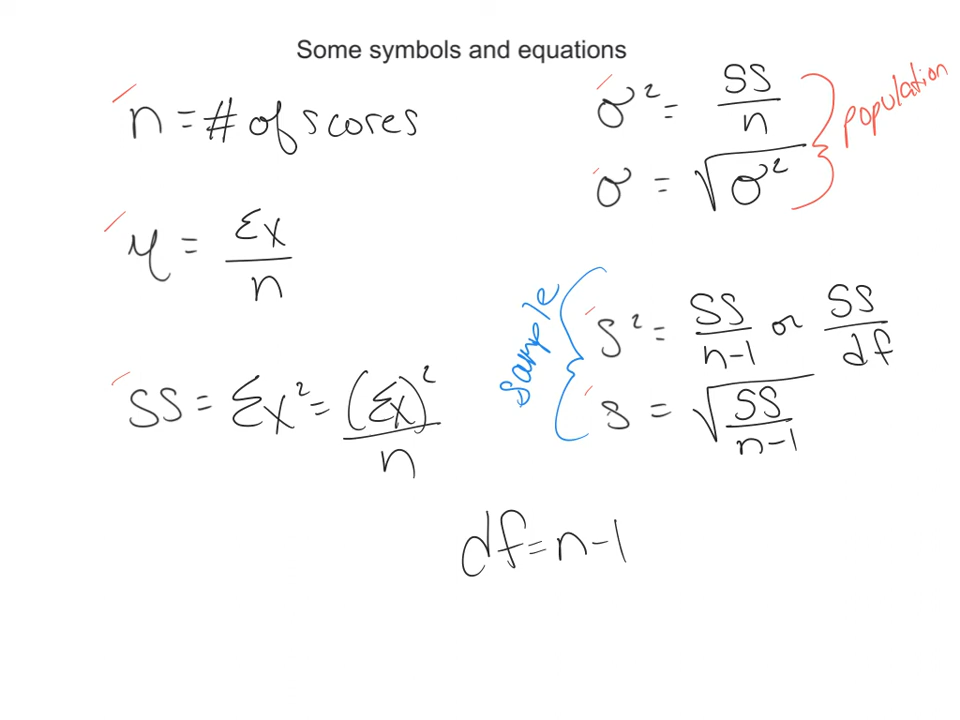 Some symbols and equations
n = # of scores
μ = Σx / n
SS = Σx² = (Σx)² / n
σ² = SS / n
σ = √σ²
population
sample
s² = SS / n-1 or SS / df
s = √(SS / n-1)
df = n-1